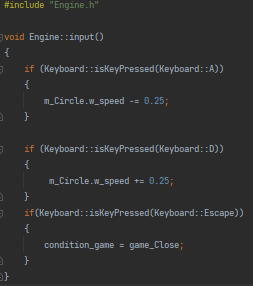 #include "Engine.h"
void Engine::input()
{
if (Keyboard::isKeyPressed(Keyboard::A))
{
m_Circle.w_speed -= 0.25;
}
if (Keyboard::isKeyPressed(Keyboard::D))
{
m_Circle.w_speed += 0.25;
}
if(Keyboard::isKeyPressed(Keyboard::Escape))
{
condition_game = game_Close;
}
}